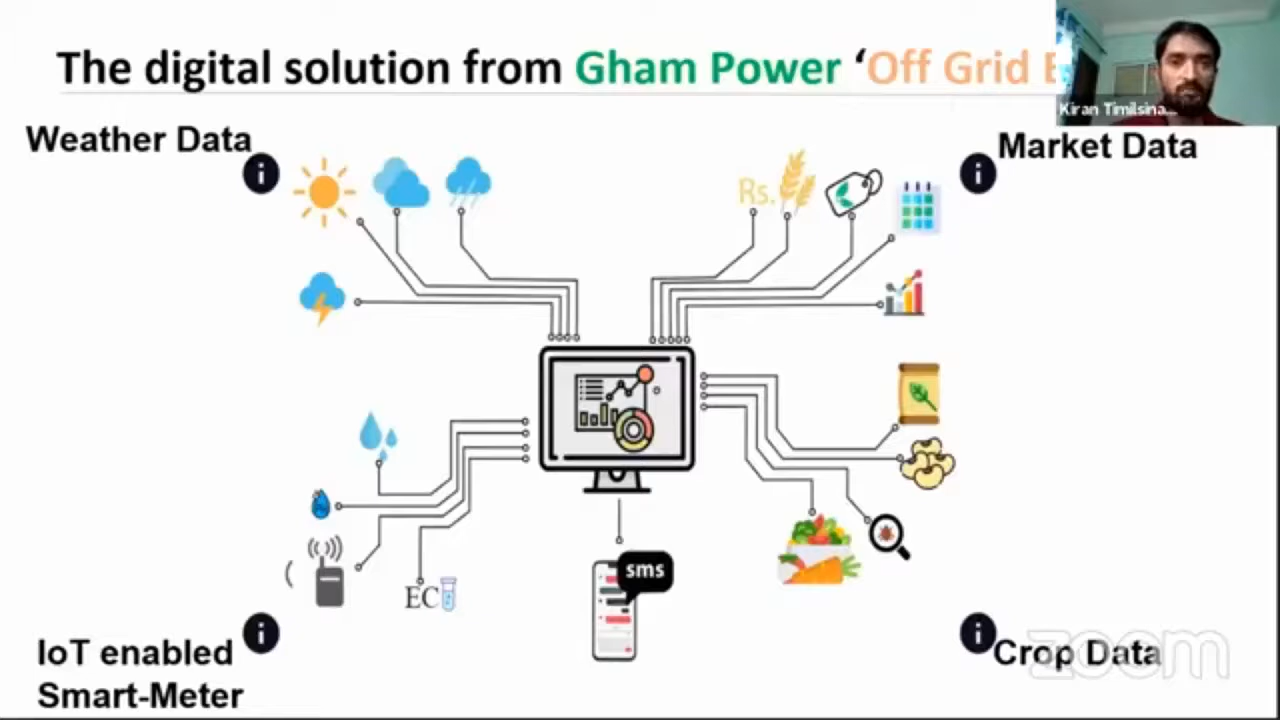 The digital solution from Gham Power ‘Off Grid
Kiran Timilsina...
Weather Data
Market Data
i
i
Rs.
sms
EC
i
i
IoT enabled
Smart-Meter
Crop Data
zoom